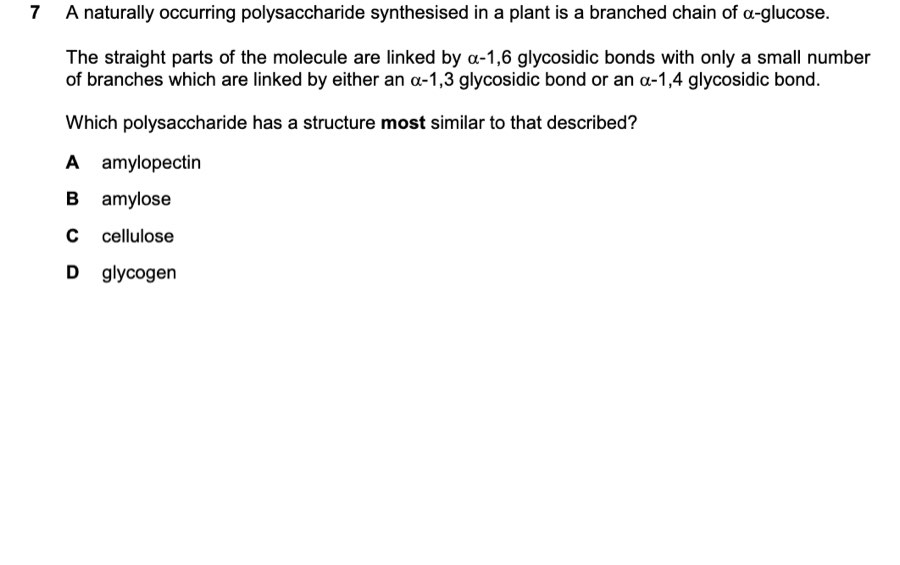 7 A naturally occurring polysaccharide synthesised in a plant is a branched chain of α-glucose.
The straight parts of the molecule are linked by α-1,6 glycosidic bonds with only a small number
of branches which are linked by either an α-1,3 glycosidic bond or an α-1,4 glycosidic bond.
Which polysaccharide has a structure most similar to that described?
A amylopectin
B amylose
C cellulose
D glycogen